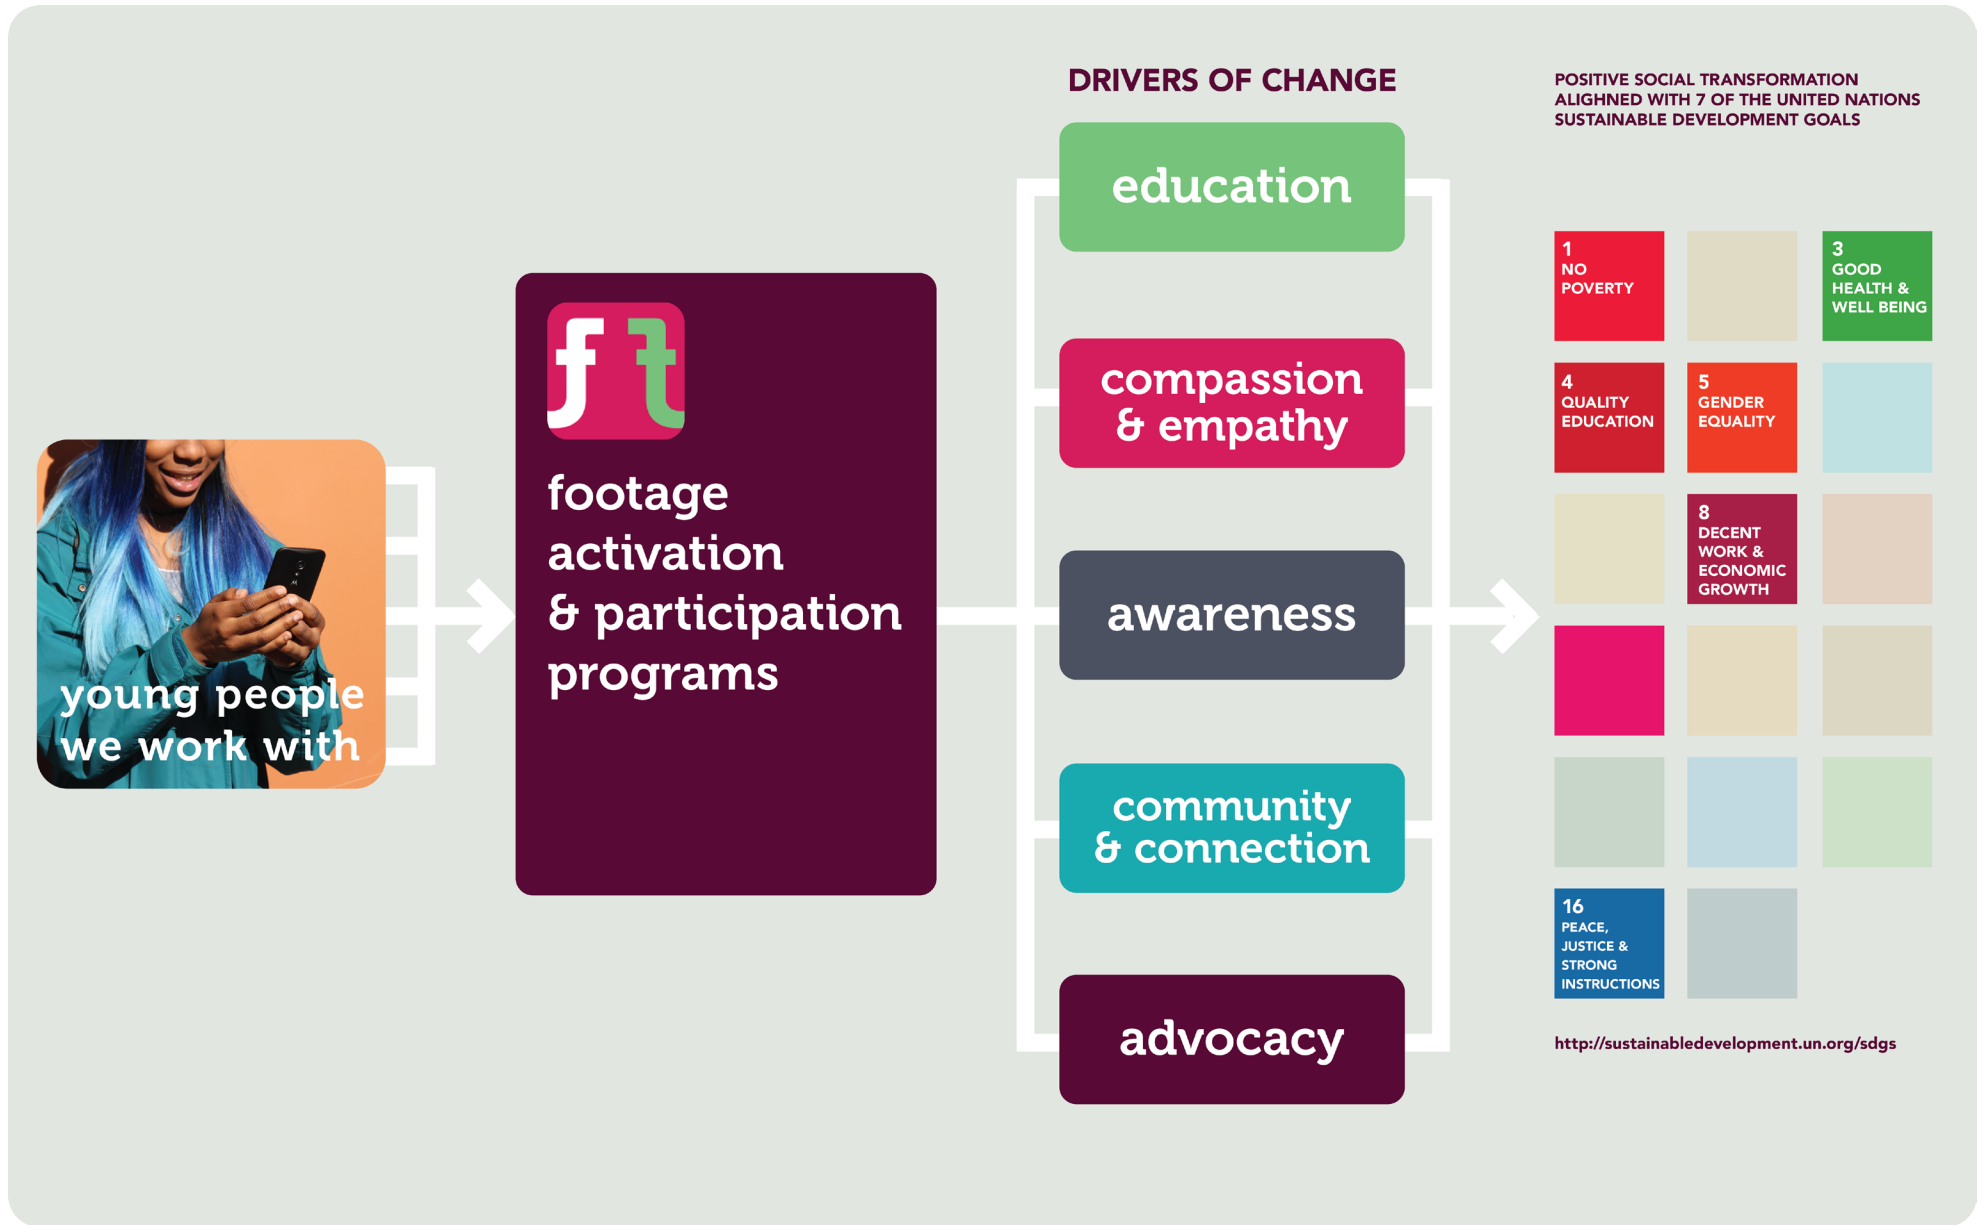 young people
we work with
f t
footage
activation
& participation
programs
DRIVERS OF CHANGE
education
compassion
& empathy
awareness
community
& connection
advocacy
POSITIVE SOCIAL TRANSFORMATION
ALIGHNED WITH 7 OF THE UNITED NATIONS
SUSTAINABLE DEVELOPMENT GOALS
1
NO
POVERTY
3
GOOD
HEALTH &
WELL BEING
4
QUALITY
EDUCATION
5
GENDER
EQUALITY
8
DECENT
WORK &
ECONOMIC
GROWTH
16
PEACE,
JUSTICE &
STRONG
INSTRUCTIONS
http://sustainabledevelopment.un.org/sdgs